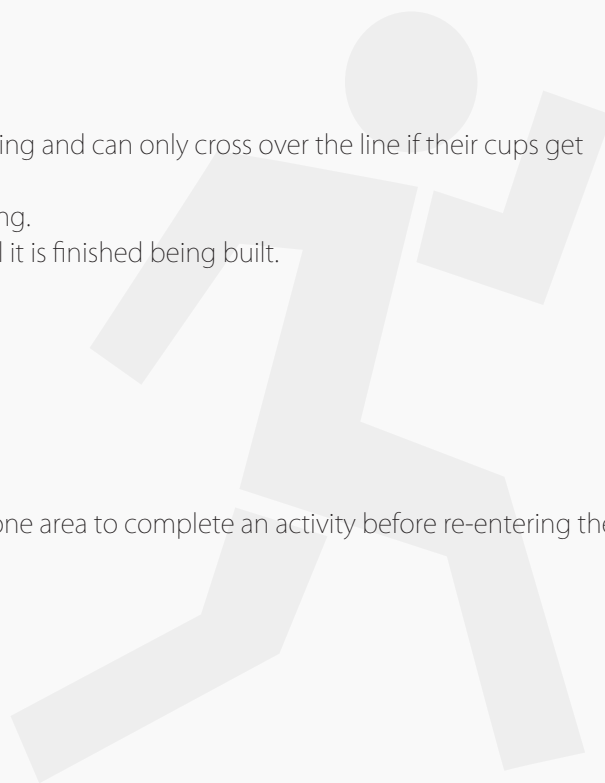 ing and can only cross over the line if their cups get
ng.
it is finished being built.
one area to complete an activity before re-entering the